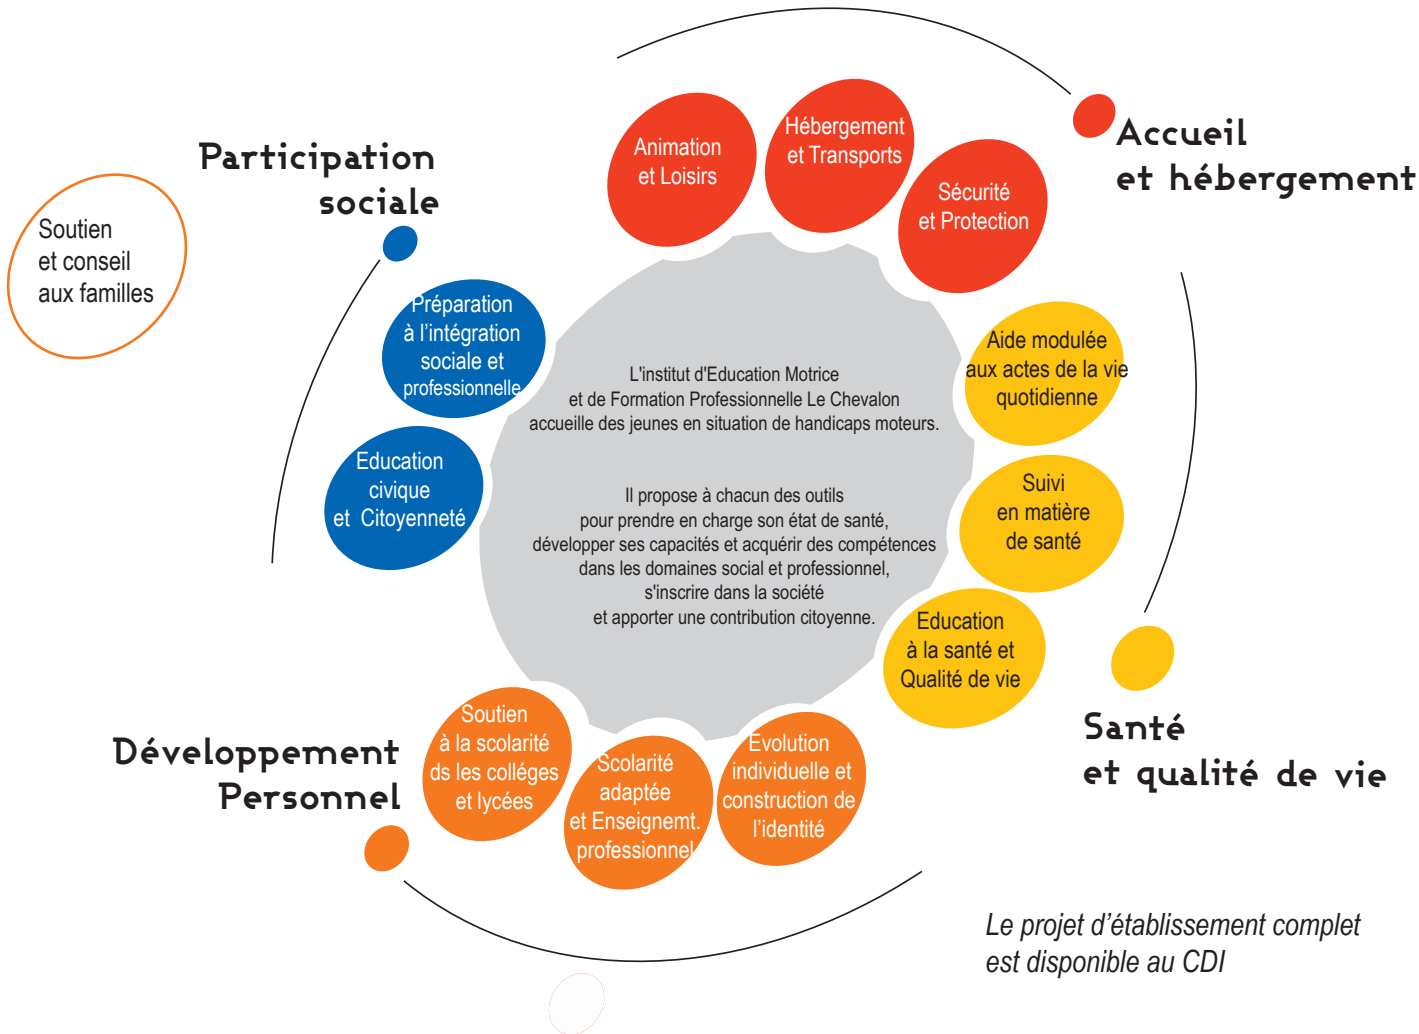 Participation
sociale
Soutien
et conseil
aux familles
Animation
et Loisirs
Hébergement
et Transports
Sécurité
et Protection
Accueil
et hébergement
Préparation
à l’intégration
sociale et
professionnelle
Education
civique
et Citoyenneté
L'institut d'Education Motrice
et de Formation Professionnelle Le Chevalon
accueille des jeunes en situation de handicaps moteurs.
Il propose à chacun des outils
pour prendre en charge son état de santé,
développer ses capacités et acquérir des compétences
dans les domaines social et professionnel,
s'inscrire dans la société
et apporter une contribution citoyenne.
Aide modulée
aux actes de la vie
quotidienne
Suivi
en matière
de santé
Education
à la santé et
Qualité de vie
Santé
et qualité de vie
Développement
Personnel
Soutien
à la scolarité
ds les colléges
et lycées
Scolarité
adaptée
et Enseignemt.
professionnel
Evolution
individuelle et
construction de
l’identité
Le projet d’établissement complet
est disponible au CDI